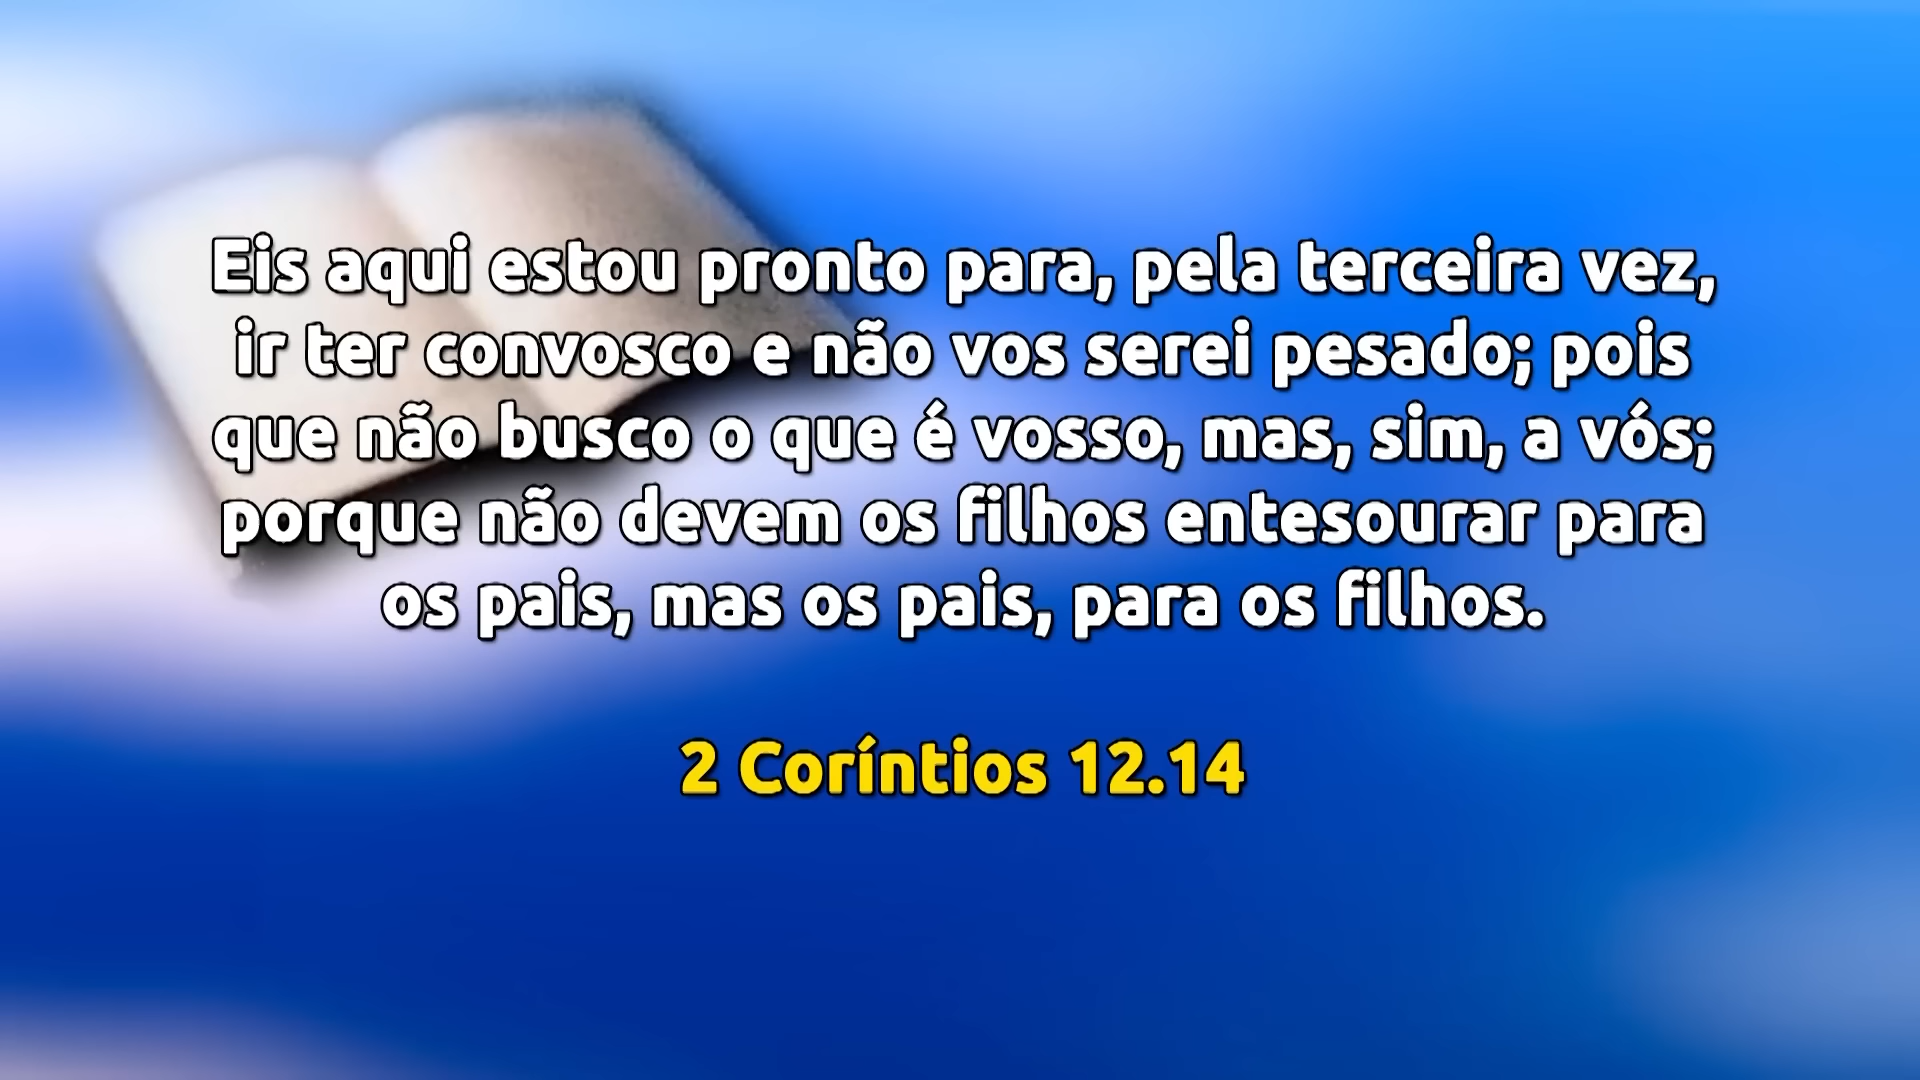 Eis aqui estou pronto para, pela terceira vez,
ir ter convosco e não vos serei pesado; pois
que não busco o que é vosso, mas, sim, a vós;
porque não devem os filhos entesourar para
os pais, mas os pais, para os filhos.
2 Coríntios 12.14